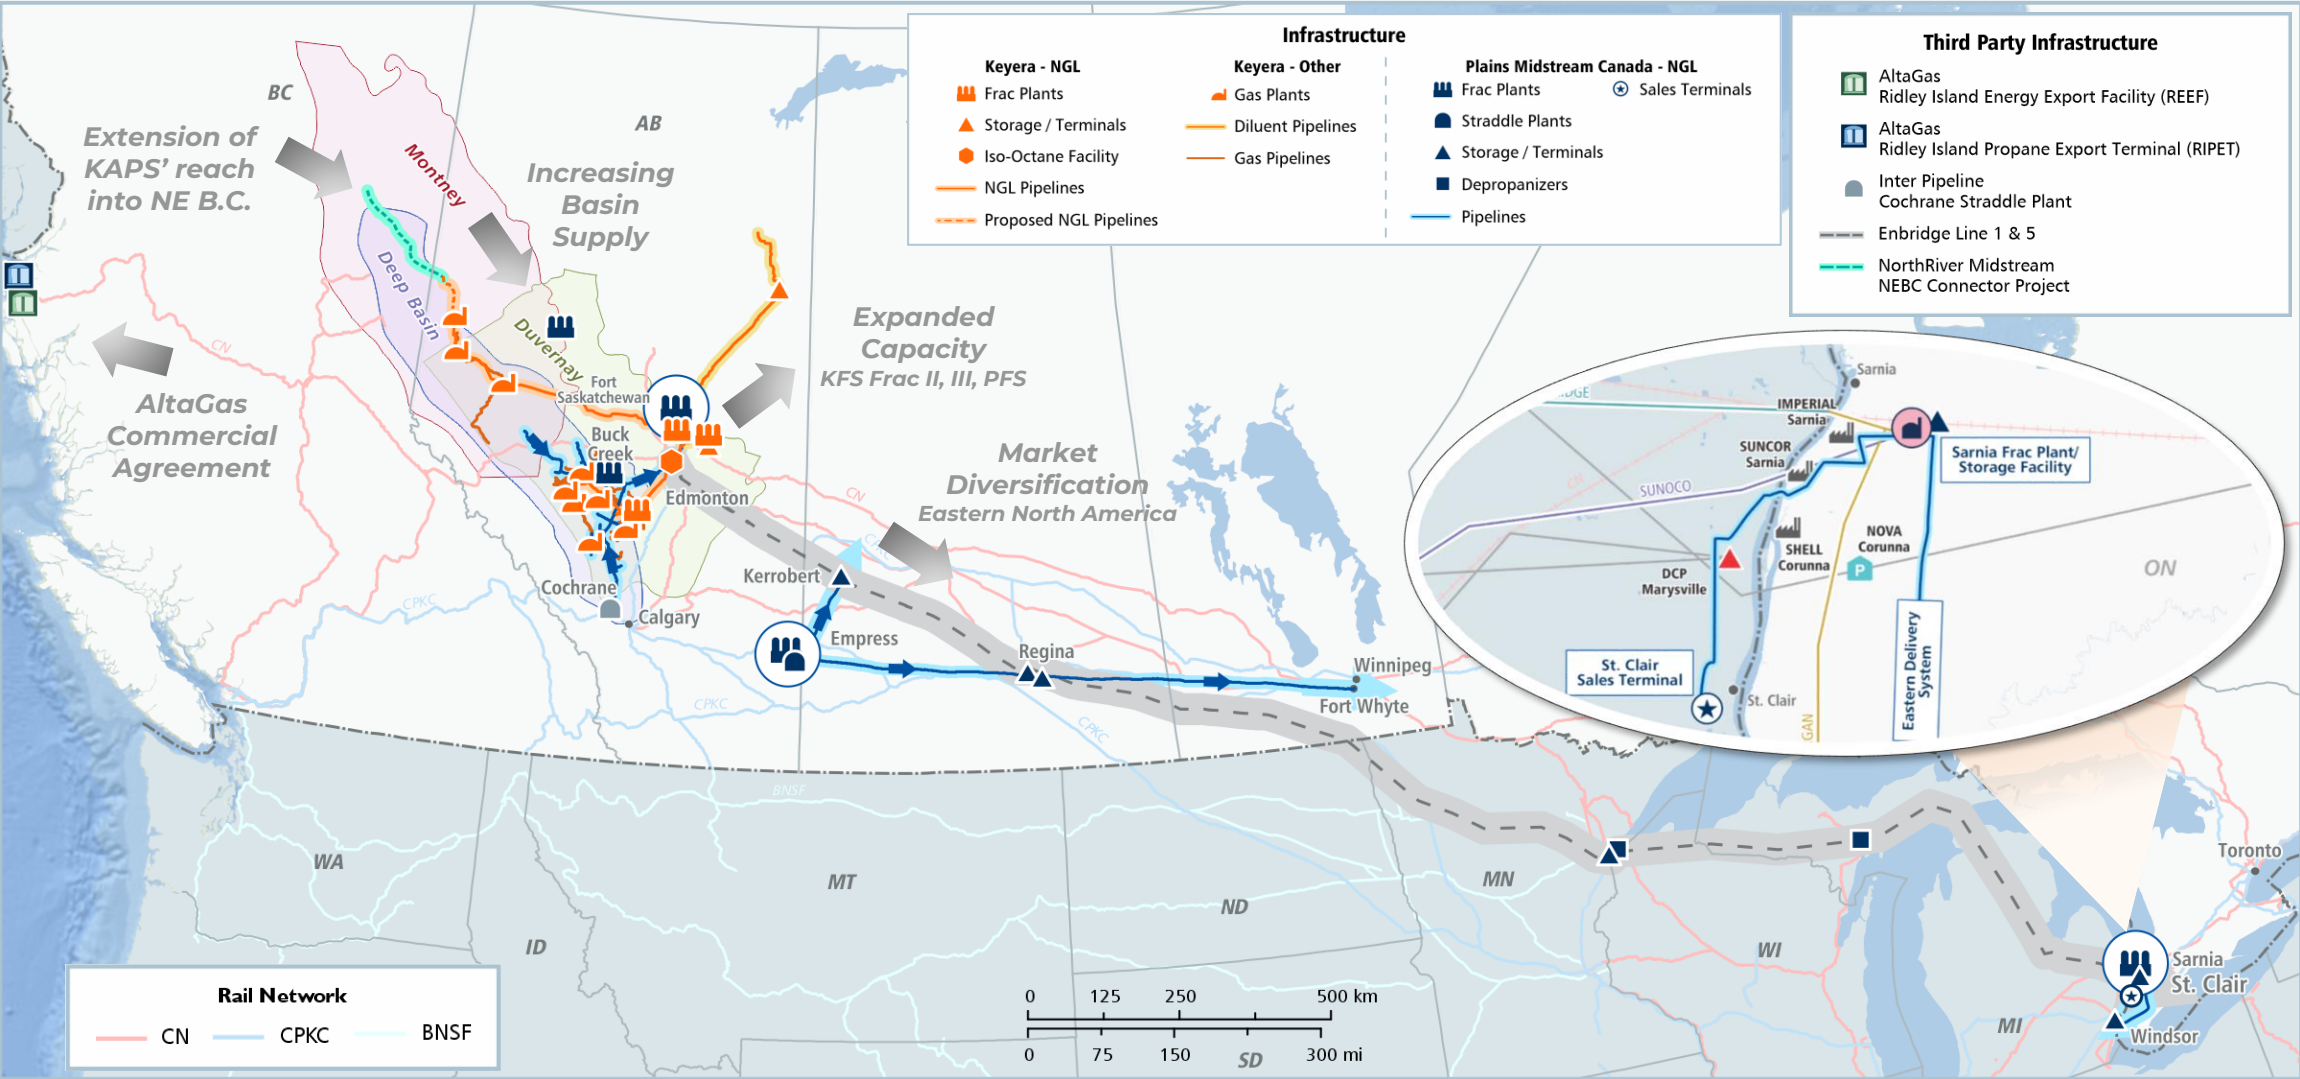 Infrastructure
Keyera - NGL
Frac Plants
Storage / Terminals
Iso-Octane Facility
NGL Pipelines
Proposed NGL Pipelines
Keyera - Other
Gas Plants
Diluent Pipelines
Gas Pipelines
Plains Midstream Canada - NGL
Frac Plants
Straddle Plants
Storage / Terminals
Depropanizers
Pipelines
Sales Terminals
Third Party Infrastructure
AltaGas
Ridley Island Energy Export Facility (REEF)
AltaGas
Ridley Island Propane Export Terminal (RIPET)
Inter Pipeline
Cochrane Straddle Plant
Enbridge Line 1 & 5
NorthRiver Midstream
NEBC Connector Project
BC
AB
Extension of
KAPS' reach
into NE B.C.
Montney
Increasing
Basin
Supply
Deep Basin
Duvernay
CN
Expanded
Capacity
KFS Frac II, III, PFS
AltaGas
Commercial
Agreement
Fort
Saskatchewan
Buck
Creek
Edmonton
Market
Diversification
Eastern North America
CN
CPKC
Kerrobert
Cochrane
Calgary
CPKC
Empress
Regina
Winnipeg
Fort Whyte
CPKC
CPKC
BNSF
Sarnia
IDGE
IMPERIAL
Sarnia
SUNCOR
Sarnia
Sarnia Frac Plant/
Storage Facility
CN
SUNOCO
NOVA
Corunna
SHELL
Corunna
P
DCP
Marysville
ON
St. Clair
Sales Terminal
St. Clair
GAN
Eastern Delivery
System
WA
MT
ID
ND
MN
WI
MI
SD
Toronto
Sarnia
St. Clair
Windsor
Rail Network
CN
CPKC
BNSF
0 125 250 500 km
0 75 150 300 mi